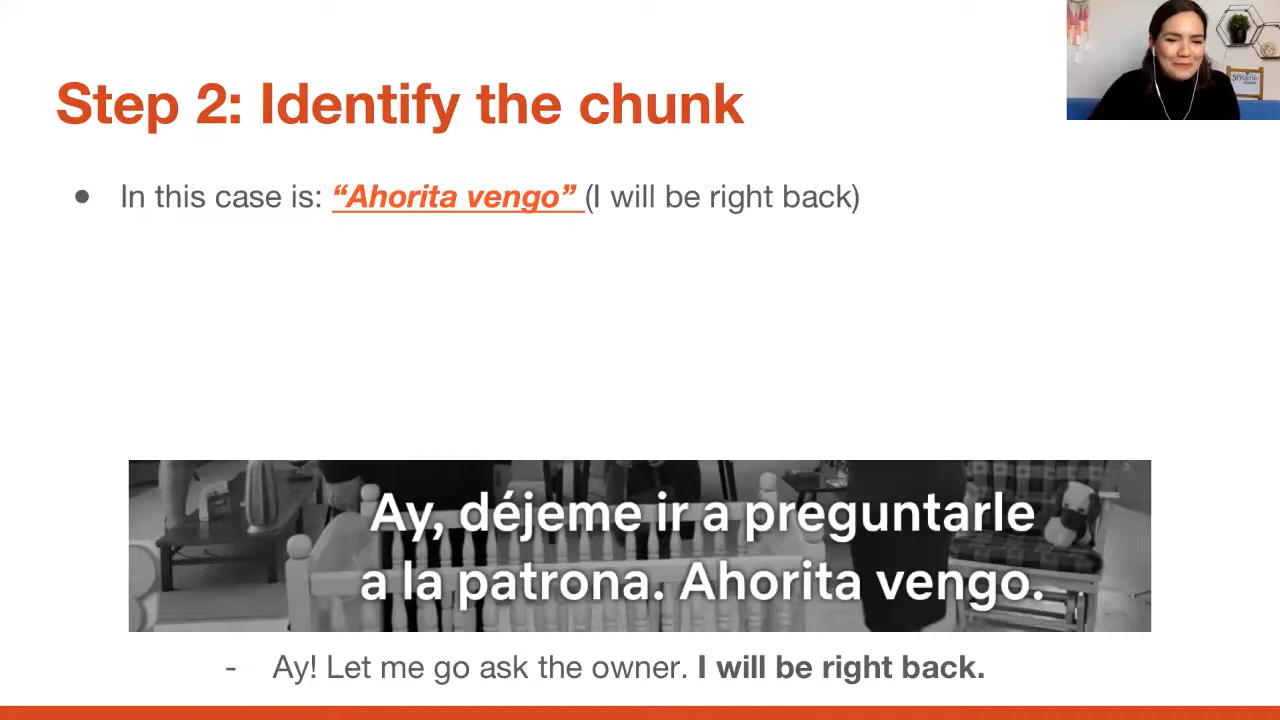 Step 2: Identify the chunk
● In this case is: “Ahorita vengo” (I will be right back)
Ay, déjeme ir a preguntarle
a la patrona. Ahorita vengo.
- Ay! Let me go ask the owner. I will be right back.